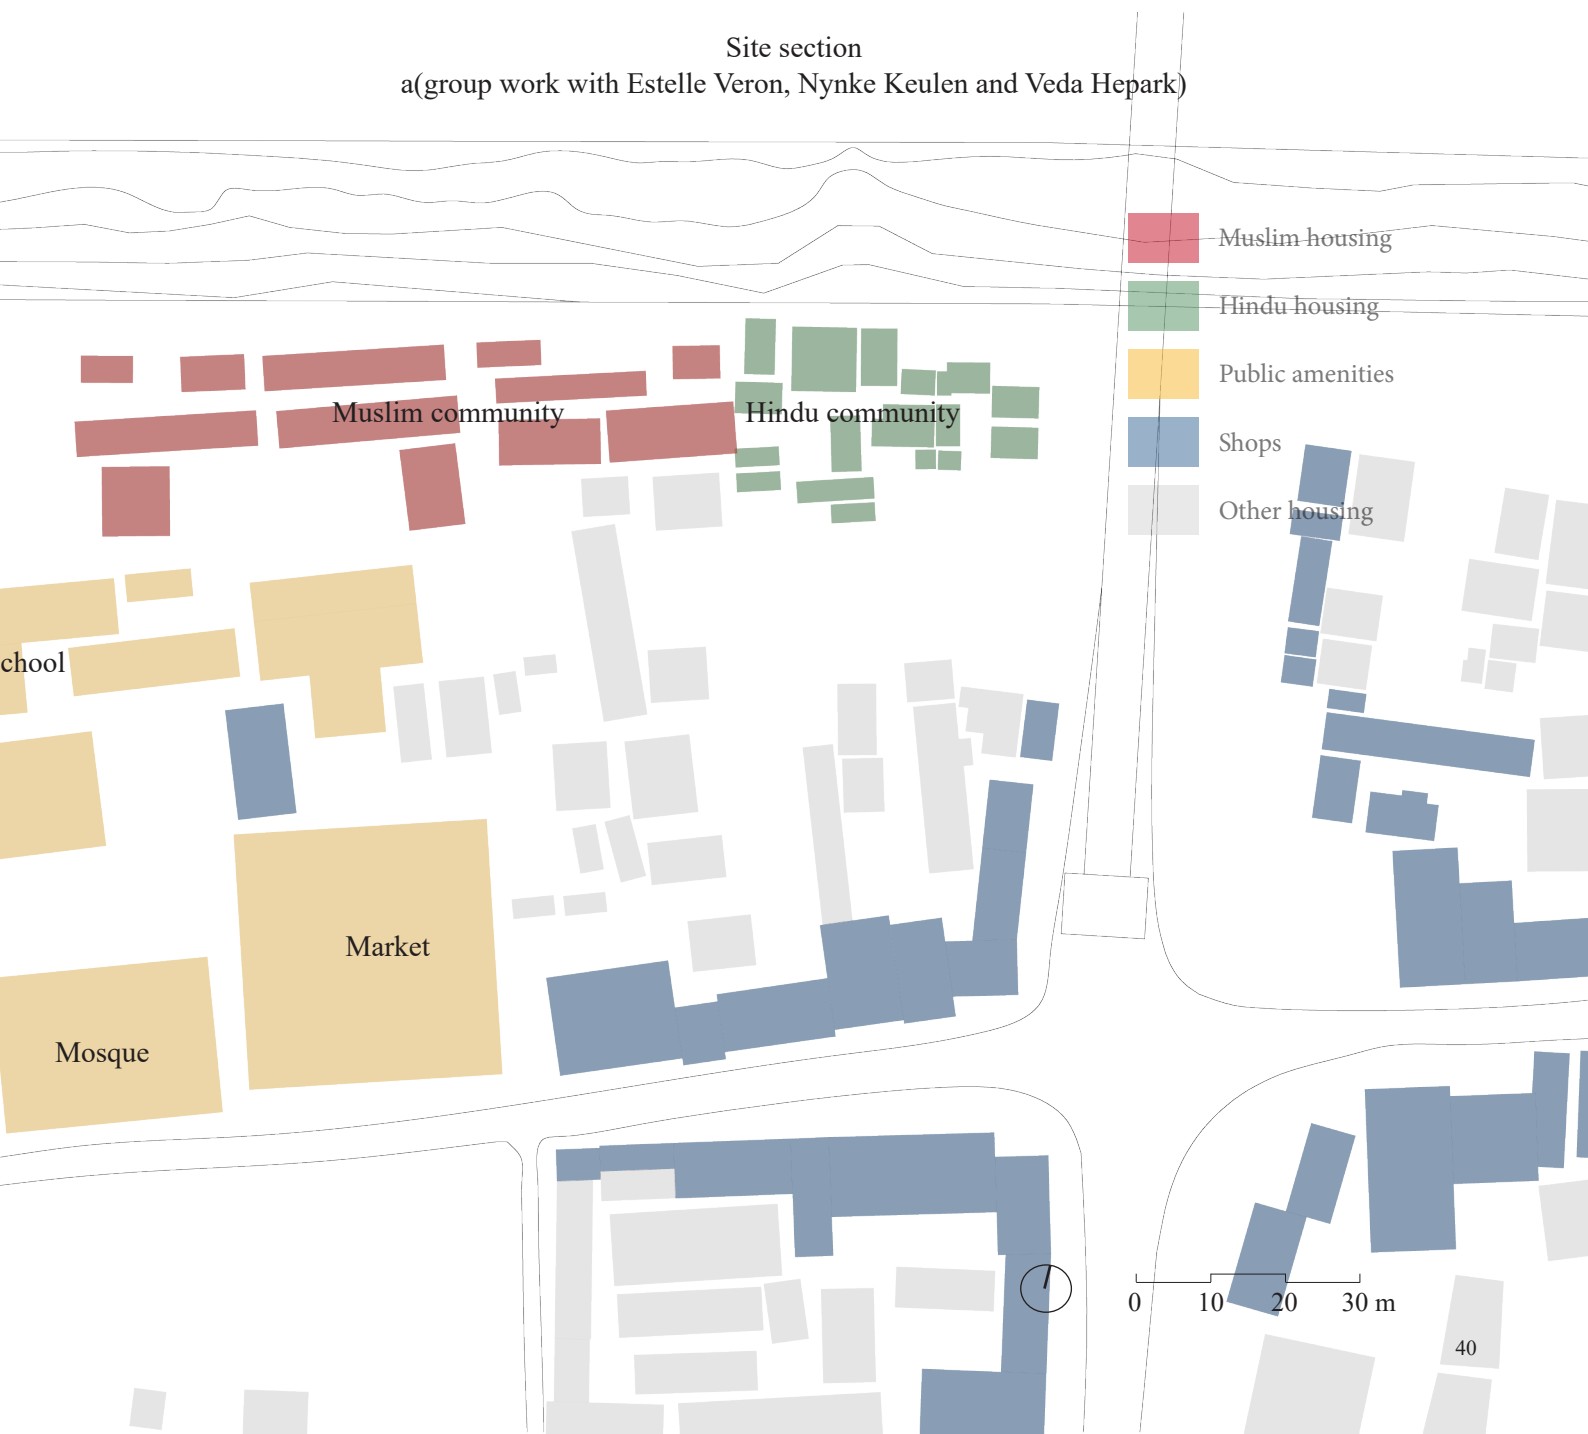 Site section
a(group work with Estelle Veron, Nynke Keulen and Veda Hepark)
Muslim housing
Hindu housing
Public amenities
Shops
Other housing
Muslim community
Hindu community
chool
Market
Mosque
0 10 20 30 m
40